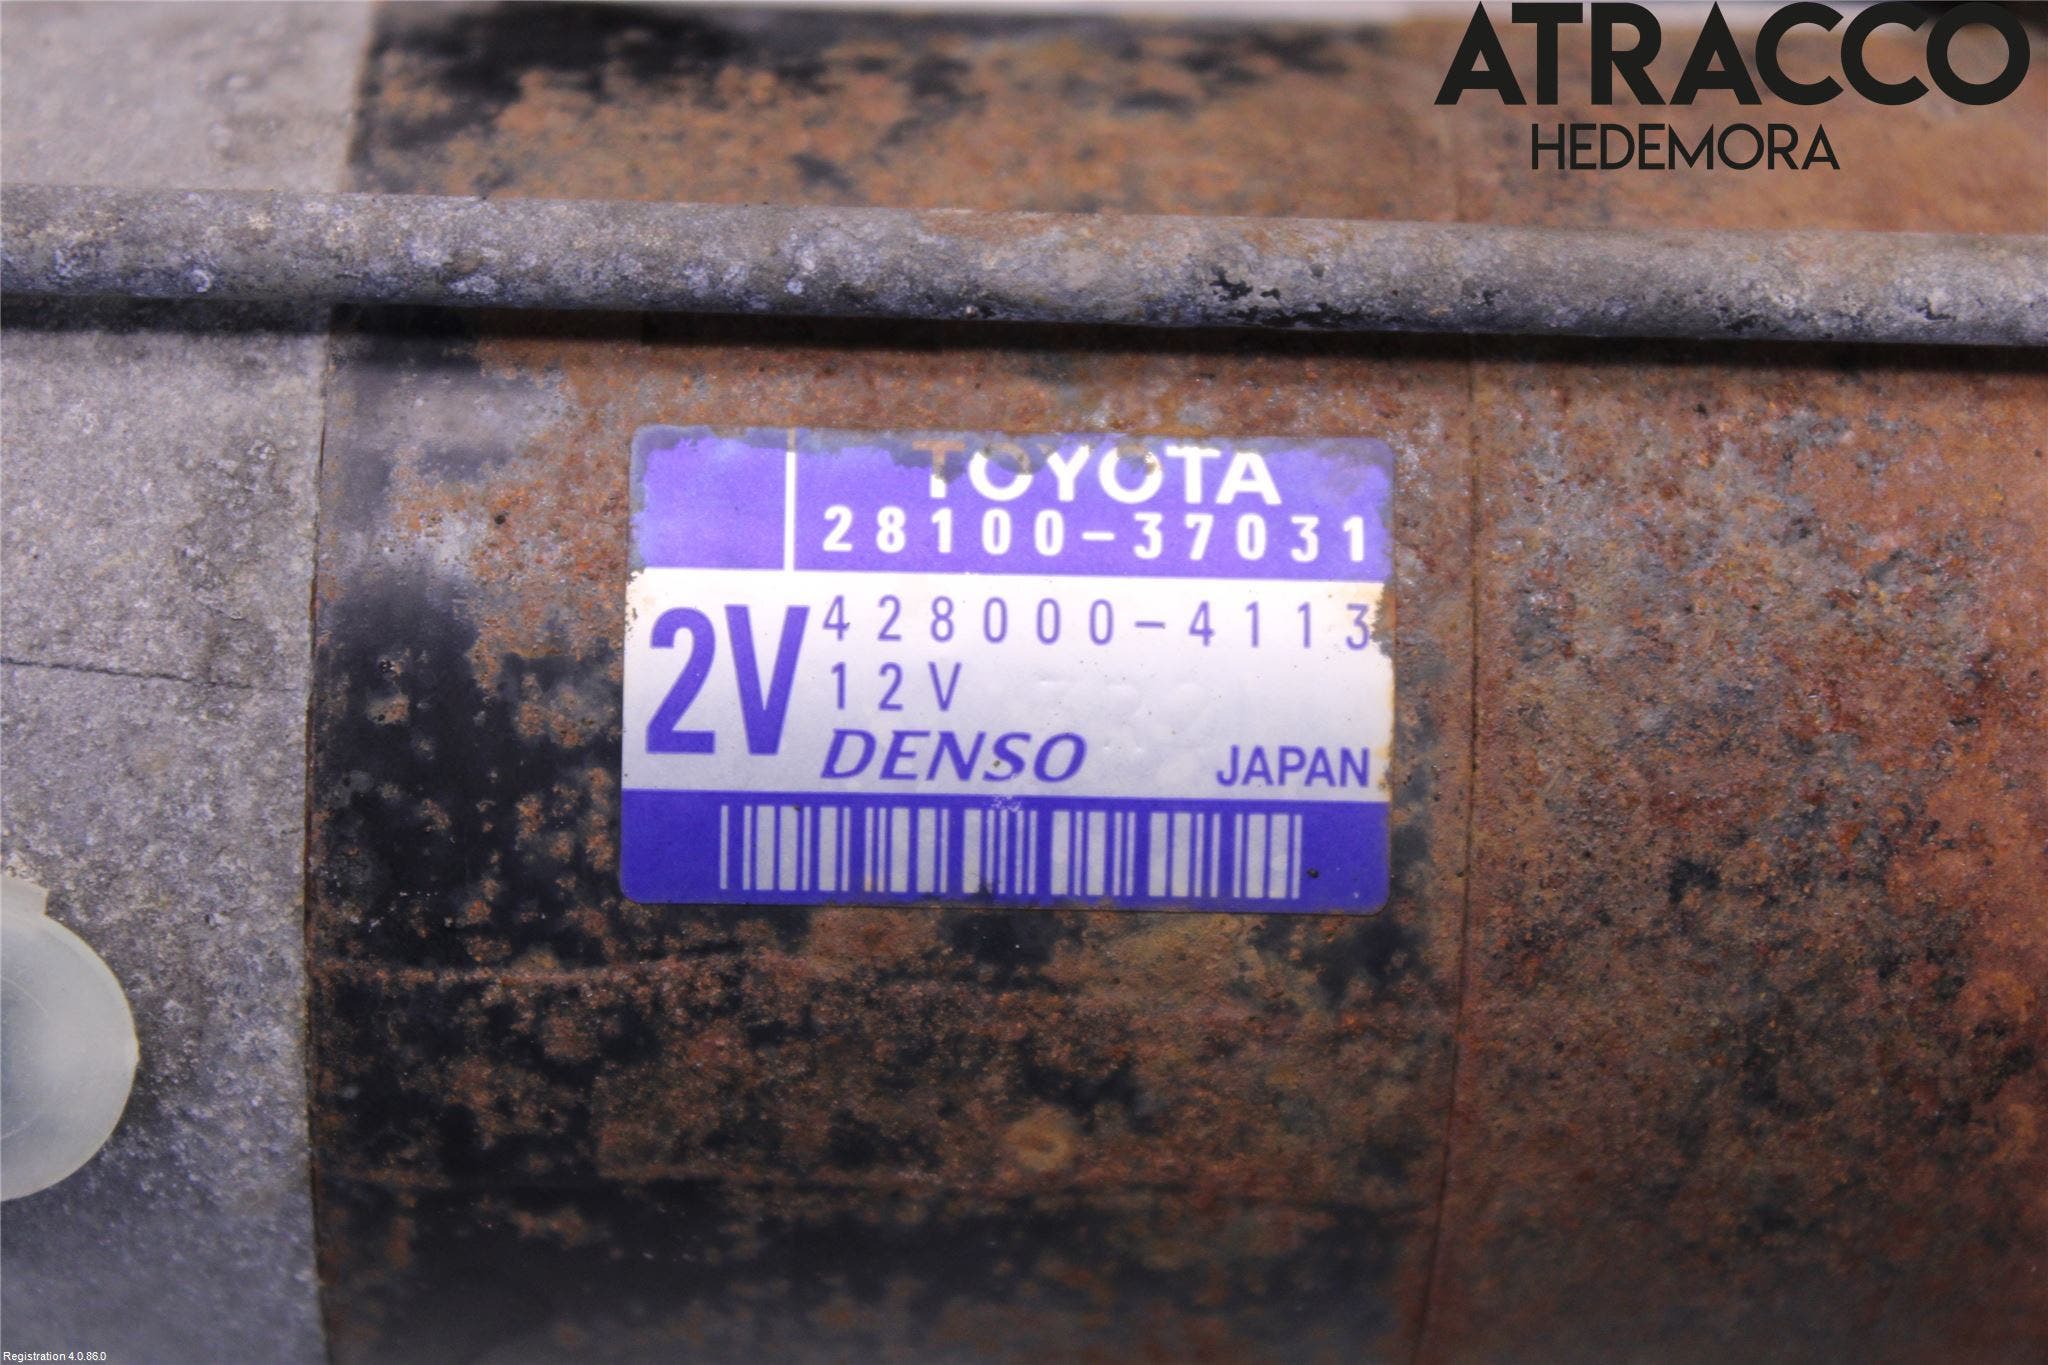 ATRACCO
HEDEMORA
TOYOTA
28100-37031
2V
428000-4113
12V
DENSO JAPAN
Registration 4.0.86.0